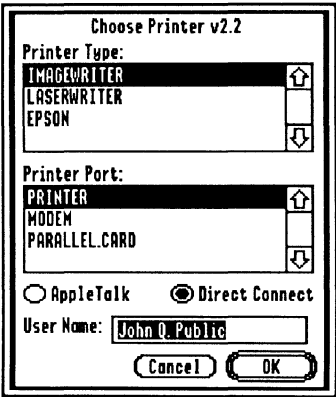 Choose Printer v2.2
Printer Type:
IMAGEWRITER
LASERWRITER
EPSON
Printer Port:
PRINTER
MODEM
PARALLEL.CARD
AppleTalk Direct Connect
User Name: John Q. Public
Cancel OK